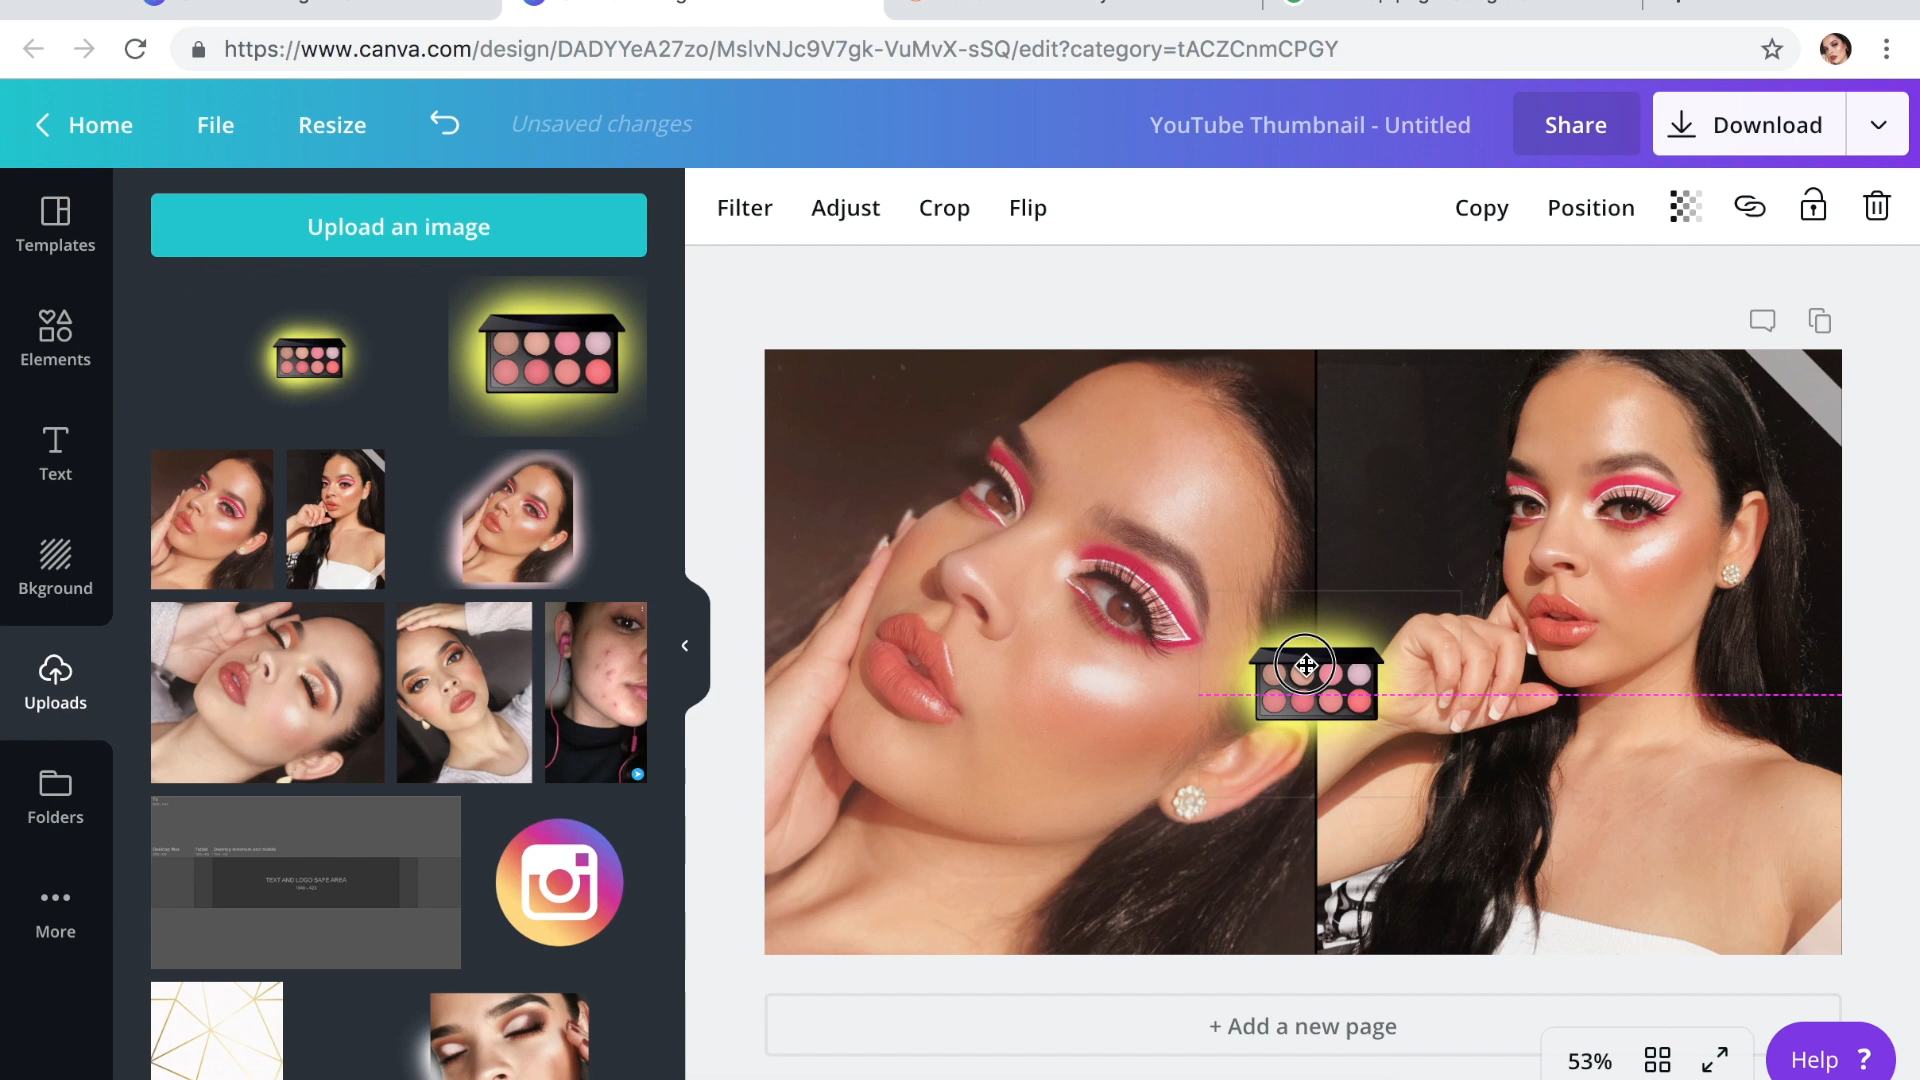 https://www.canva.com/design/DADYYeA27zo/MslvNJc9V7gk-VuMvX-sSQ/edit?category=tACZCnmCPGY
Home File Resize Unsaved changes YouTube Thumbnail - Untitled Share Download
Templates
Elements
Text
Bkground
Uploads
Folders
More
Upload an image
TEXT AND LOGO SAFE AREA
Filter Adjust Crop Flip Copy Position
+ Add a new page
53% Help ?